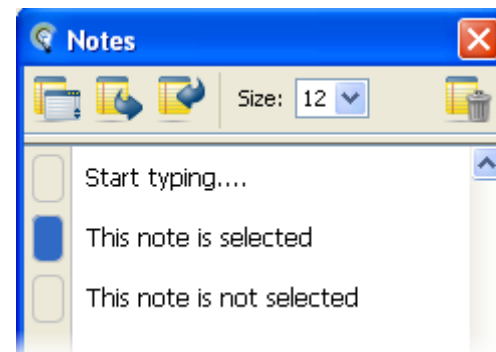 Notes
Size: 12
Start typing....
This note is selected
This note is not selected